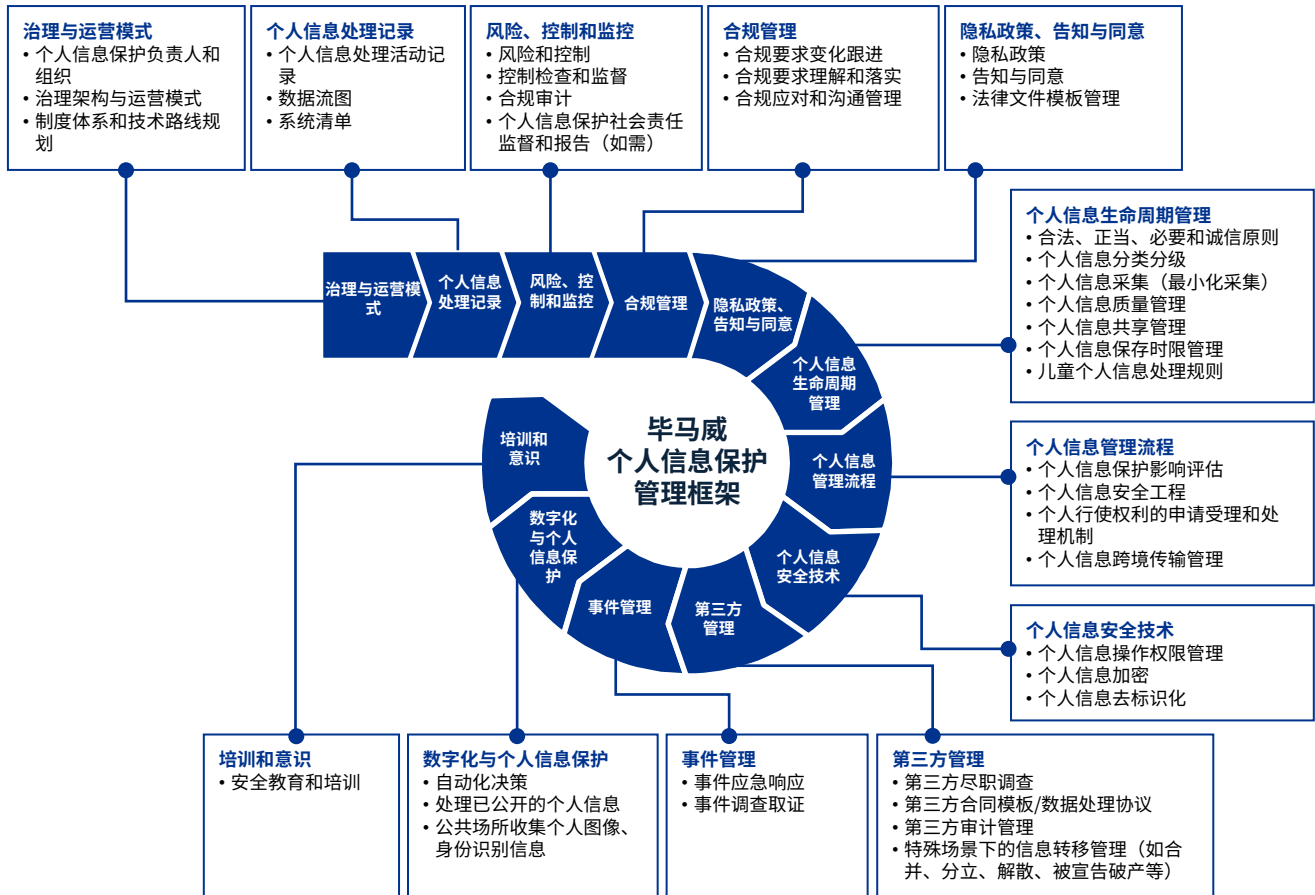 治理与运营模式
• 个人信息保护负责人和
组织
• 治理架构与运营模式
• 制度体系和技术路线规
划
个人信息处理记录
• 个人信息处理活动记
录
• 数据流图
• 系统清单
风险、控制和监控
• 风险和控制
• 控制检查和监督
• 合规审计
• 个人信息保护社会责任
监督和报告（如需）
合规管理
• 合规要求变化跟进
• 合规要求理解和落实
• 合规应对和沟通管理
隐私政策、告知与同意
• 隐私政策
• 告知与同意
• 法律文件模板管理
个人信息生命周期管理
• 合法、正当、必要和诚信原则
• 个人信息分类分级
• 个人信息采集（最小化采集）
• 个人信息质量管理
• 个人信息共享管理
• 个人信息保存时限管理
• 儿童个人信息处理规则
治理与运营模
式
个人信息
处理记录
风险、控
制和监控
合规管理
隐私政策、
告知与同意
个人信息
生命周期
管理
个人信息
管理流程
个人信息
安全技术
第三方
管理
事件管理
数字化
与个人
信息保
护
培训和
意识
毕马威
个人信息保护
管理框架
个人信息管理流程
• 个人信息保护影响评估
• 个人信息安全工程
• 个人行使权利的申请受理和处
理机制
• 个人信息跨境传输管理
个人信息安全技术
• 个人信息操作权限管理
• 个人信息加密
• 个人信息去标识化
培训和意识
• 安全教育和培训
数字化与个人信息保护
• 自动化决策
• 处理已公开的个人信息
• 公共场所收集个人图像、
身份识别信息
事件管理
• 事件应急响应
• 事件调查取证
第三方管理
• 第三方尽职调查
• 第三方合同模板/数据处理协议
• 第三方审计管理
• 特殊场景下的信息转移管理（如合
并、分立、解散、被宣告破产等）